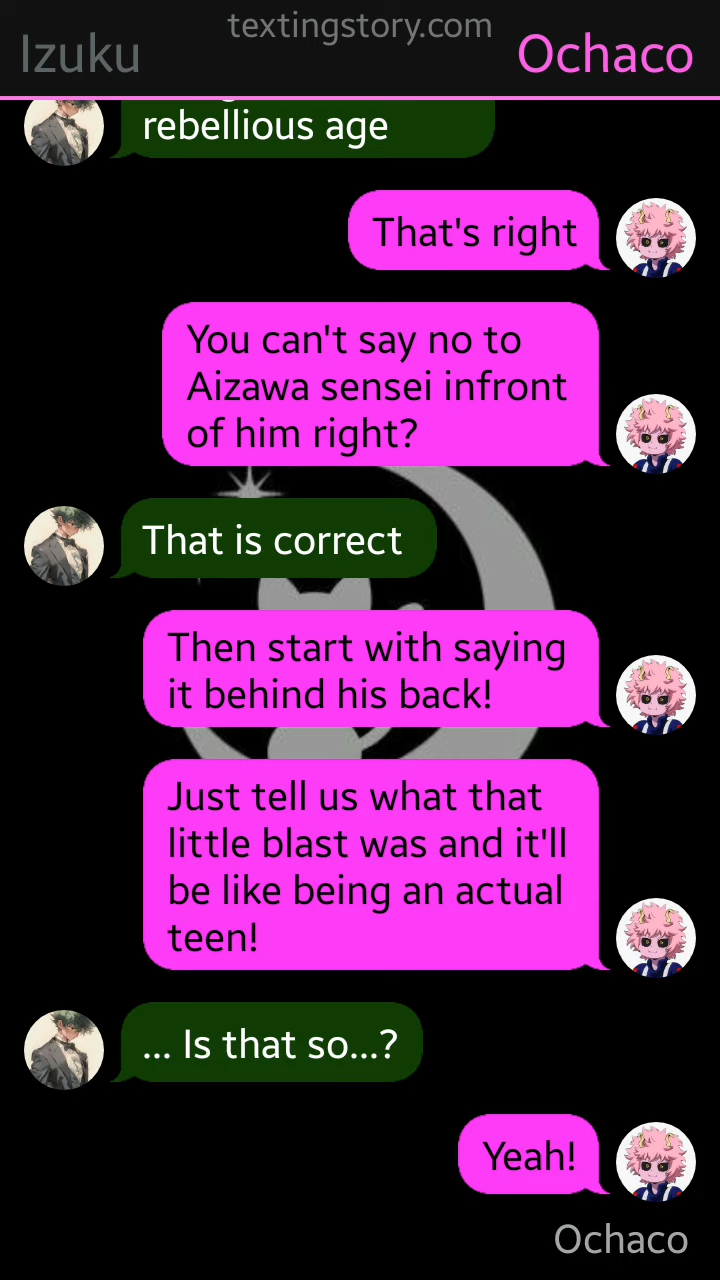 textingstory.com
Izuku
Ochaco
rebellious age
That's right
You can't say no to
Aizawa sensei infront
of him right?
That is correct
Then start with saying
it behind his back!
Just tell us what that
little blast was and it'll
be like being an actual
teen!
... Is that so...?
Yeah!
Ochaco